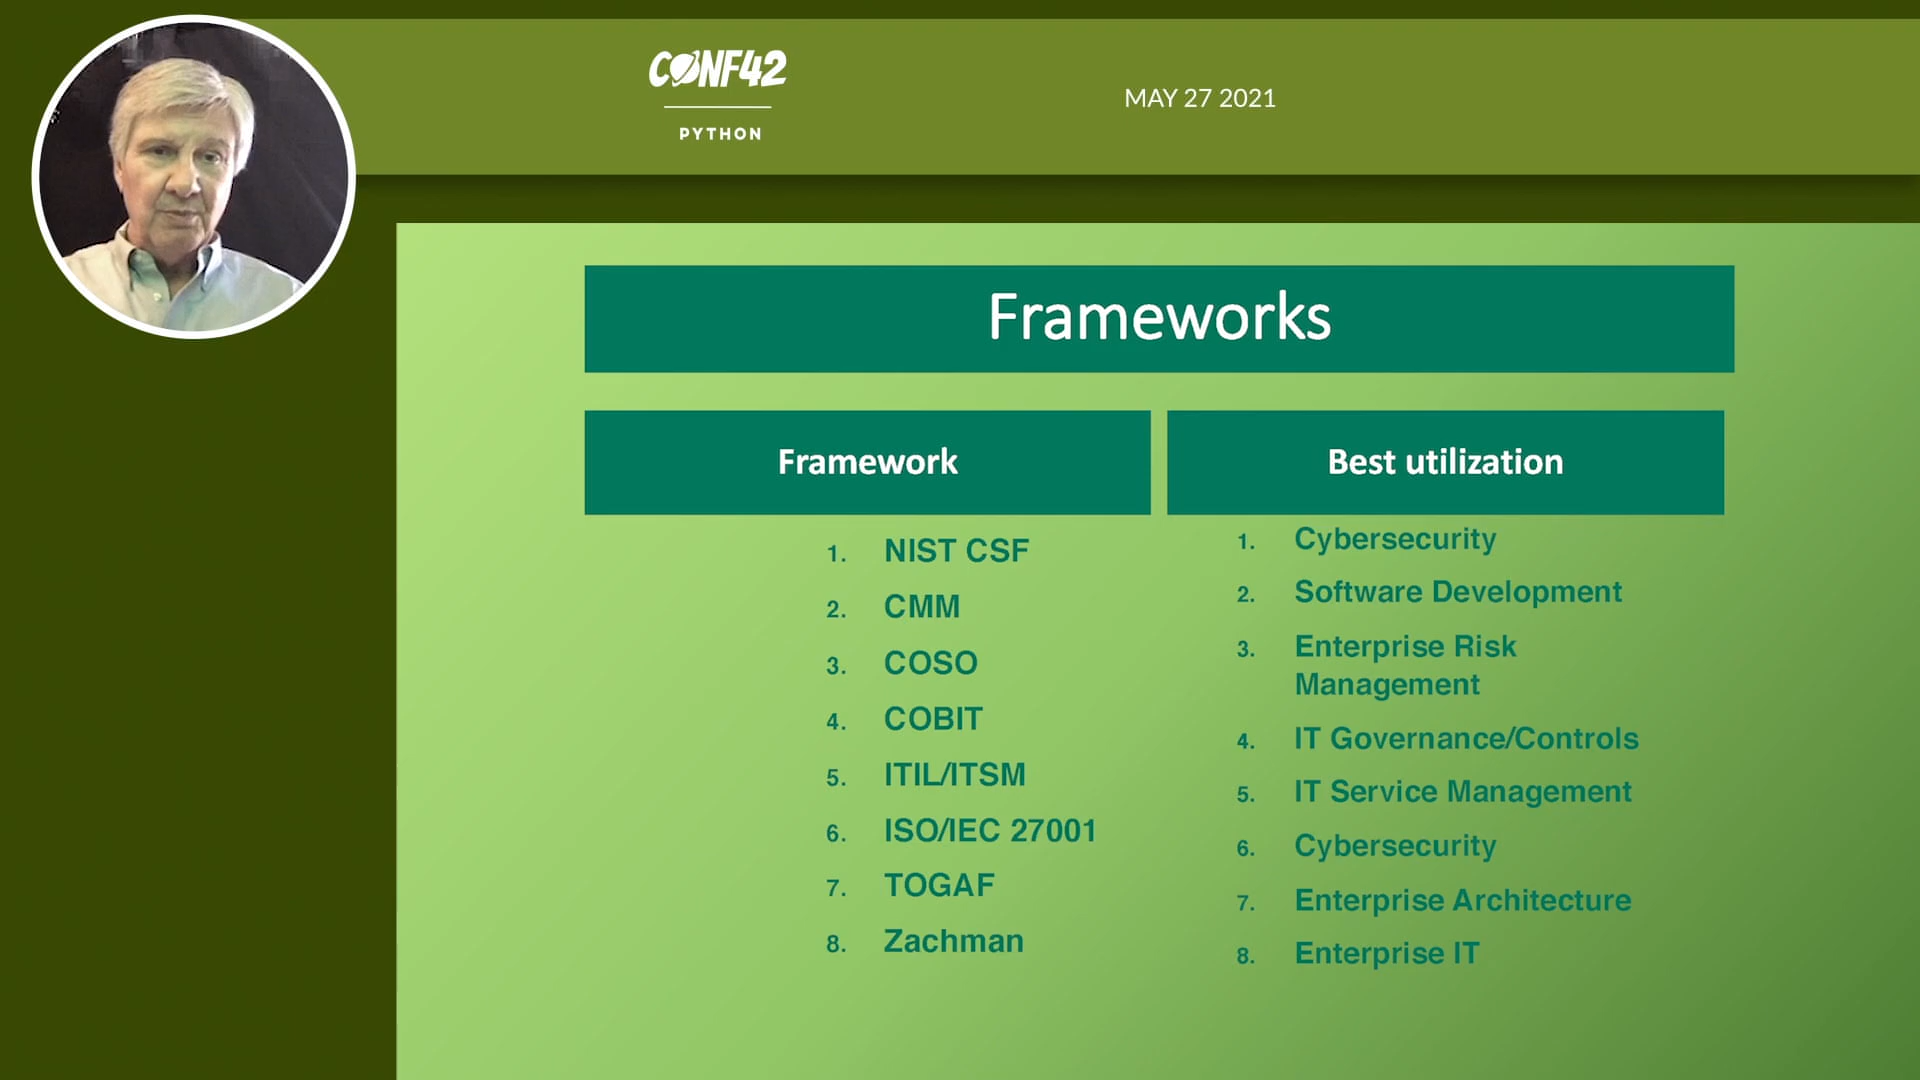 CONF42
PYTHON
MAY 27 2021
Frameworks
Framework
1. NIST CSF
2. CMM
3. COSO
4. COBIT
5. ITIL/ITSM
6. ISO/IEC 27001
7. TOGAF
8. Zachman
Best utilization
1. Cybersecurity
2. Software Development
3. Enterprise Risk
Management
4. IT Governance/Controls
5. IT Service Management
6. Cybersecurity
7. Enterprise Architecture
8. Enterprise IT